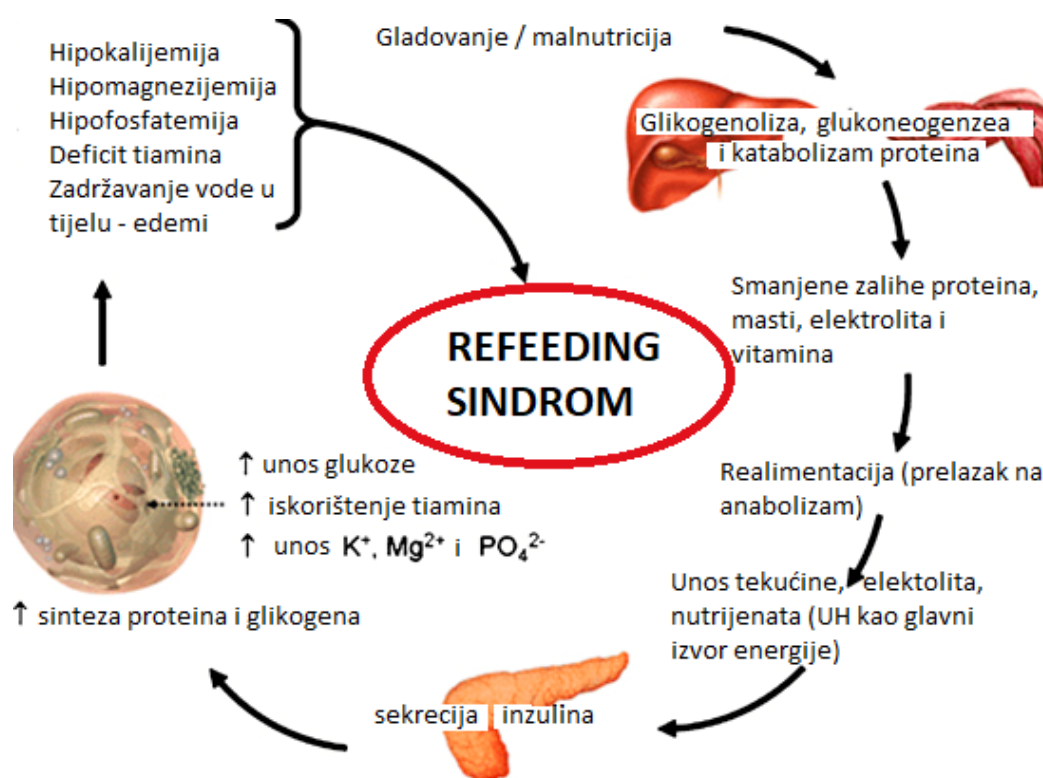 Gladovanje / malnutricija
Glikogenoliza, glukoneogenzea
i katabolizam proteina
Smanjene zalihe proteina,
masti, elektrolita i
vitamina
Realimentacija (prelazak na
anabolizam)
Unos tekućine, elektolita,
nutrijenata (UH kao glavni
izvor energije)
sekrecija inzulina
↑ sinteza proteina i glikogena
↑ unos glukoze
↑ iskorištenje tiamina
↑ unos K⁺, Mg²⁺ i PO₄²⁻
Hipokalijemija
Hipomagnezijemija
Hipofosfatemija
Deficit tiamina
Zadržavanje vode u
tijelu - edemi
REFEEDING
SINDROM